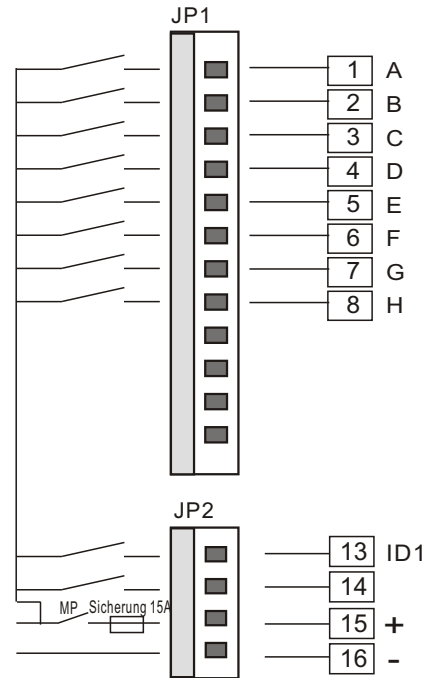 JP1
1 A
2 B
3 C
4 D
5 E
6 F
7 G
8 H
JP2
13 ID1
14
MP Sicherung 15A 15 +
16 -